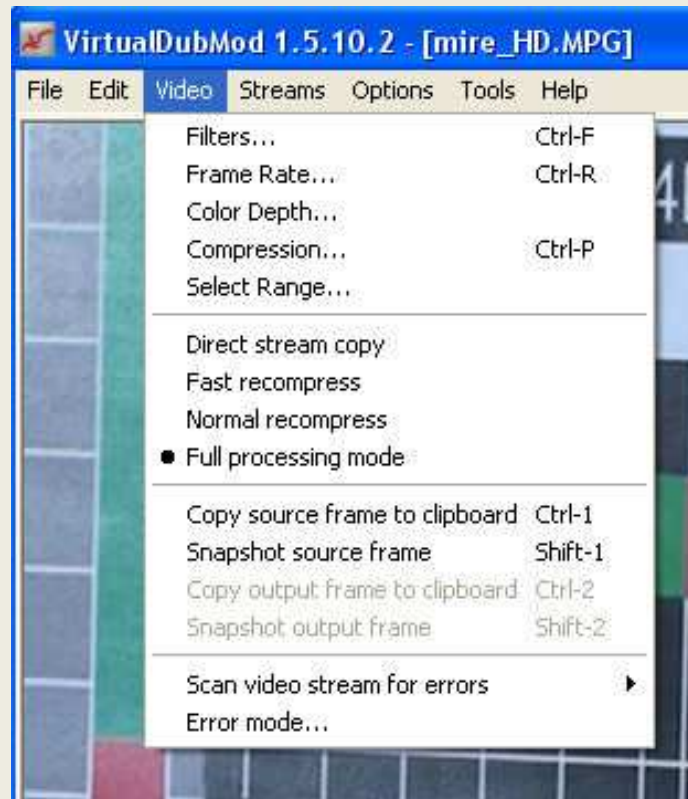 VirtualDubMod 1.5.10.2 - [mire_HD.MPG]
File Edit Video Streams Options Tools Help
Filters... Ctrl-F
Frame Rate... Ctrl-R
Color Depth...
Compression... Ctrl-P
Select Range...
Direct stream copy
Fast recompress
Normal recompress
Full processing mode
Copy source frame to clipboard Ctrl-1
Snapshot source frame Shift-1
Copy output frame to clipboard Ctrl-2
Snapshot output frame Shift-2
Scan video stream for errors
Error mode...